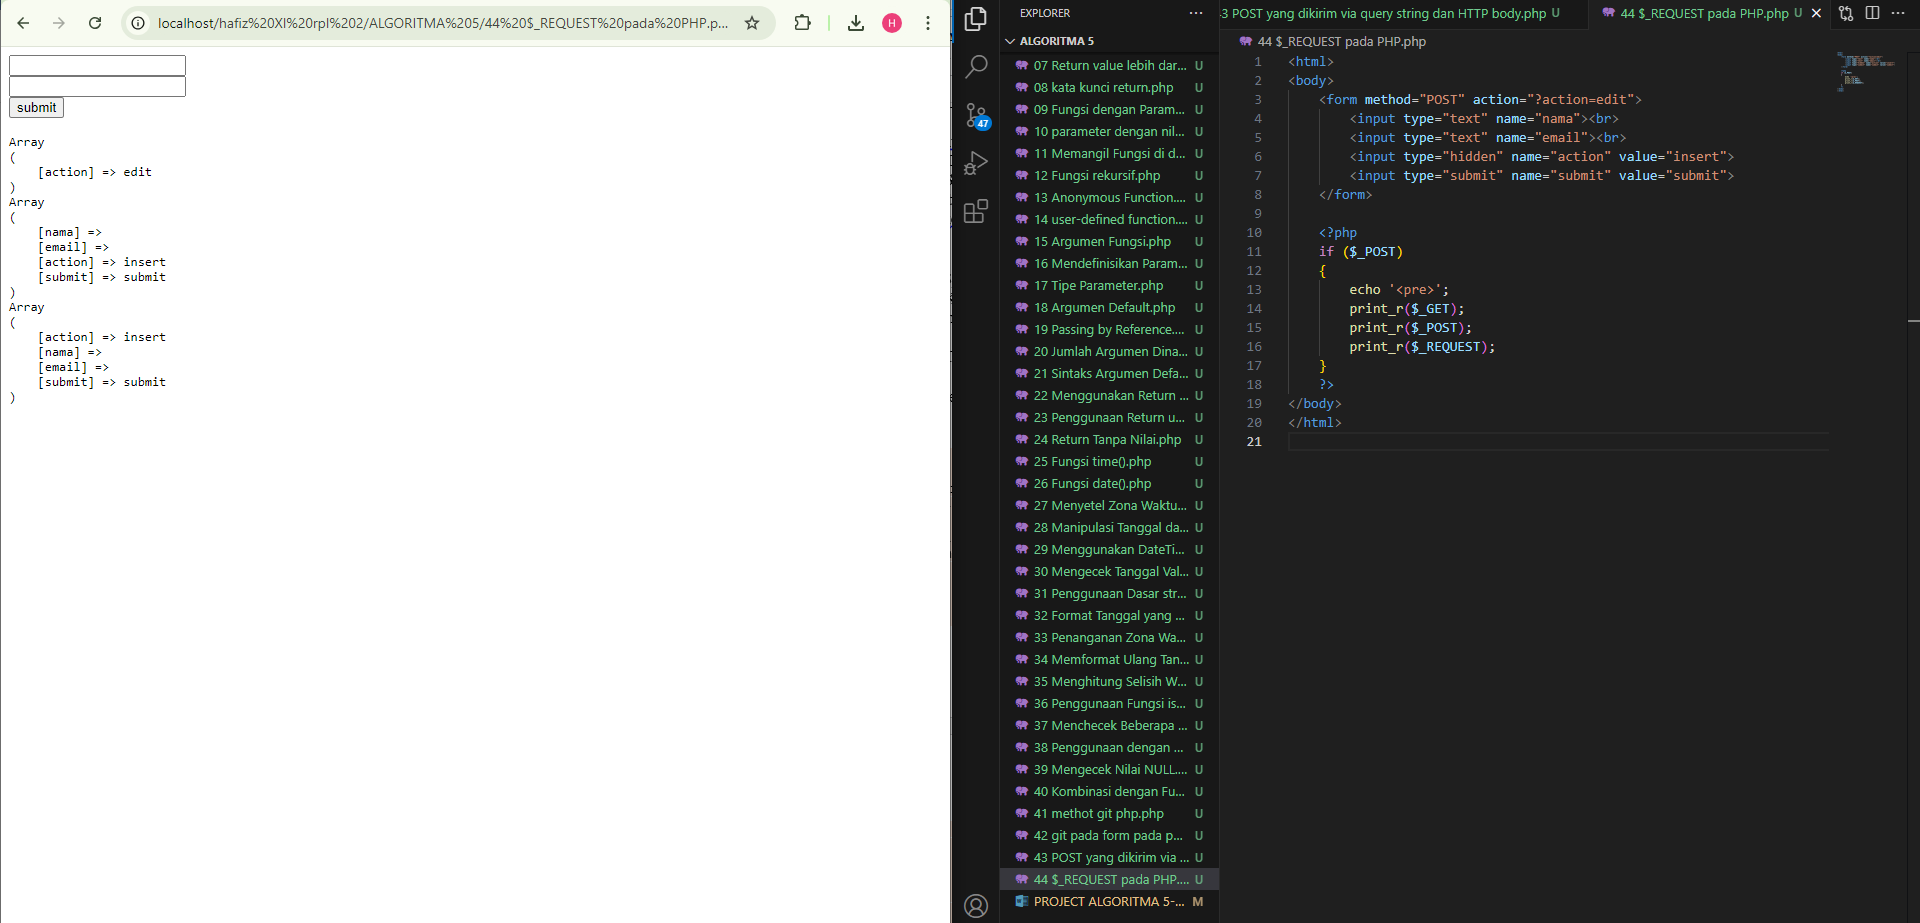 localhost/hafiz%20XI%20rpl%202/ALGORITMA%205/44%20$_REQUEST%20pada%20PHP.p...
H
submit
Array
(
    [action] => edit
)
Array
(
    [nama] =>
    [email] =>
    [action] => insert
    [submit] => submit
)
Array
(
    [action] => insert
    [nama] =>
    [email] =>
    [submit] => submit
)
47
EXPLORER
ALGORITMA 5
07 Return value lebih dar... U
08 kata kunci return.php U
09 Fungsi dengan Param... U
10 parameter dengan nil... U
11 Memangil Fungsi di d... U
12 Fungsi rekursif.php U
13 Anonymous Function.... U
14 user-defined function.... U
15 Argumen Fungsi.php U
16 Mendefinisikan Param... U
17 Tipe Parameter.php U
18 Argumen Default.php U
19 Passing by Reference.... U
20 Jumlah Argumen Dina... U
21 Sintaks Argumen Defa... U
22 Menggunakan Return ... U
23 Penggunaan Return u... U
24 Return Tanpa Nilai.php U
25 Fungsi time().php U
26 Fungsi date().php U
27 Menyetel Zona Waktu... U
28 Manipulasi Tanggal da... U
29 Menggunakan DateTi... U
30 Mengecek Tanggal Val... U
31 Penggunaan Dasar str... U
32 Format Tanggal yang ... U
33 Penanganan Zona Wa... U
34 Memformat Ulang Tan... U
35 Menghitung Selisih W... U
36 Penggunaan Fungsi is... U
37 Menchecek Beberapa ... U
38 Penggunaan dengan ... U
39 Mengecek Nilai NULL.... U
40 Kombinasi dengan Fu... U
41 methot git php.php U
42 git pada form pada p... U
43 POST yang dikirim via ... U
44 $_REQUEST pada PHP.... U
PROJECT ALGORITMA 5-... M
3 POST yang dikirim via query string dan HTTP body.php U
44 $_REQUEST pada PHP.php U
44 $_REQUEST pada PHP.php
1 <html>
2 <body>
3     <form method="POST" action="?action=edit">
4         <input type="text" name="nama"><br>
5         <input type="text" name="email"><br>
6         <input type="hidden" name="action" value="insert">
7         <input type="submit" name="submit" value="submit">
8     </form>
9
10     <?php
11     if ($_POST)
12     {
13         echo '<pre>';
14         print_r($_GET);
15         print_r($_POST);
16         print_r($_REQUEST);
17     }
18     ?>
19 </body>
20 </html>
21